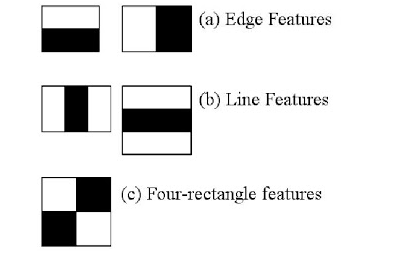 (a) Edge Features
(b) Line Features
(c) Four-rectangle features